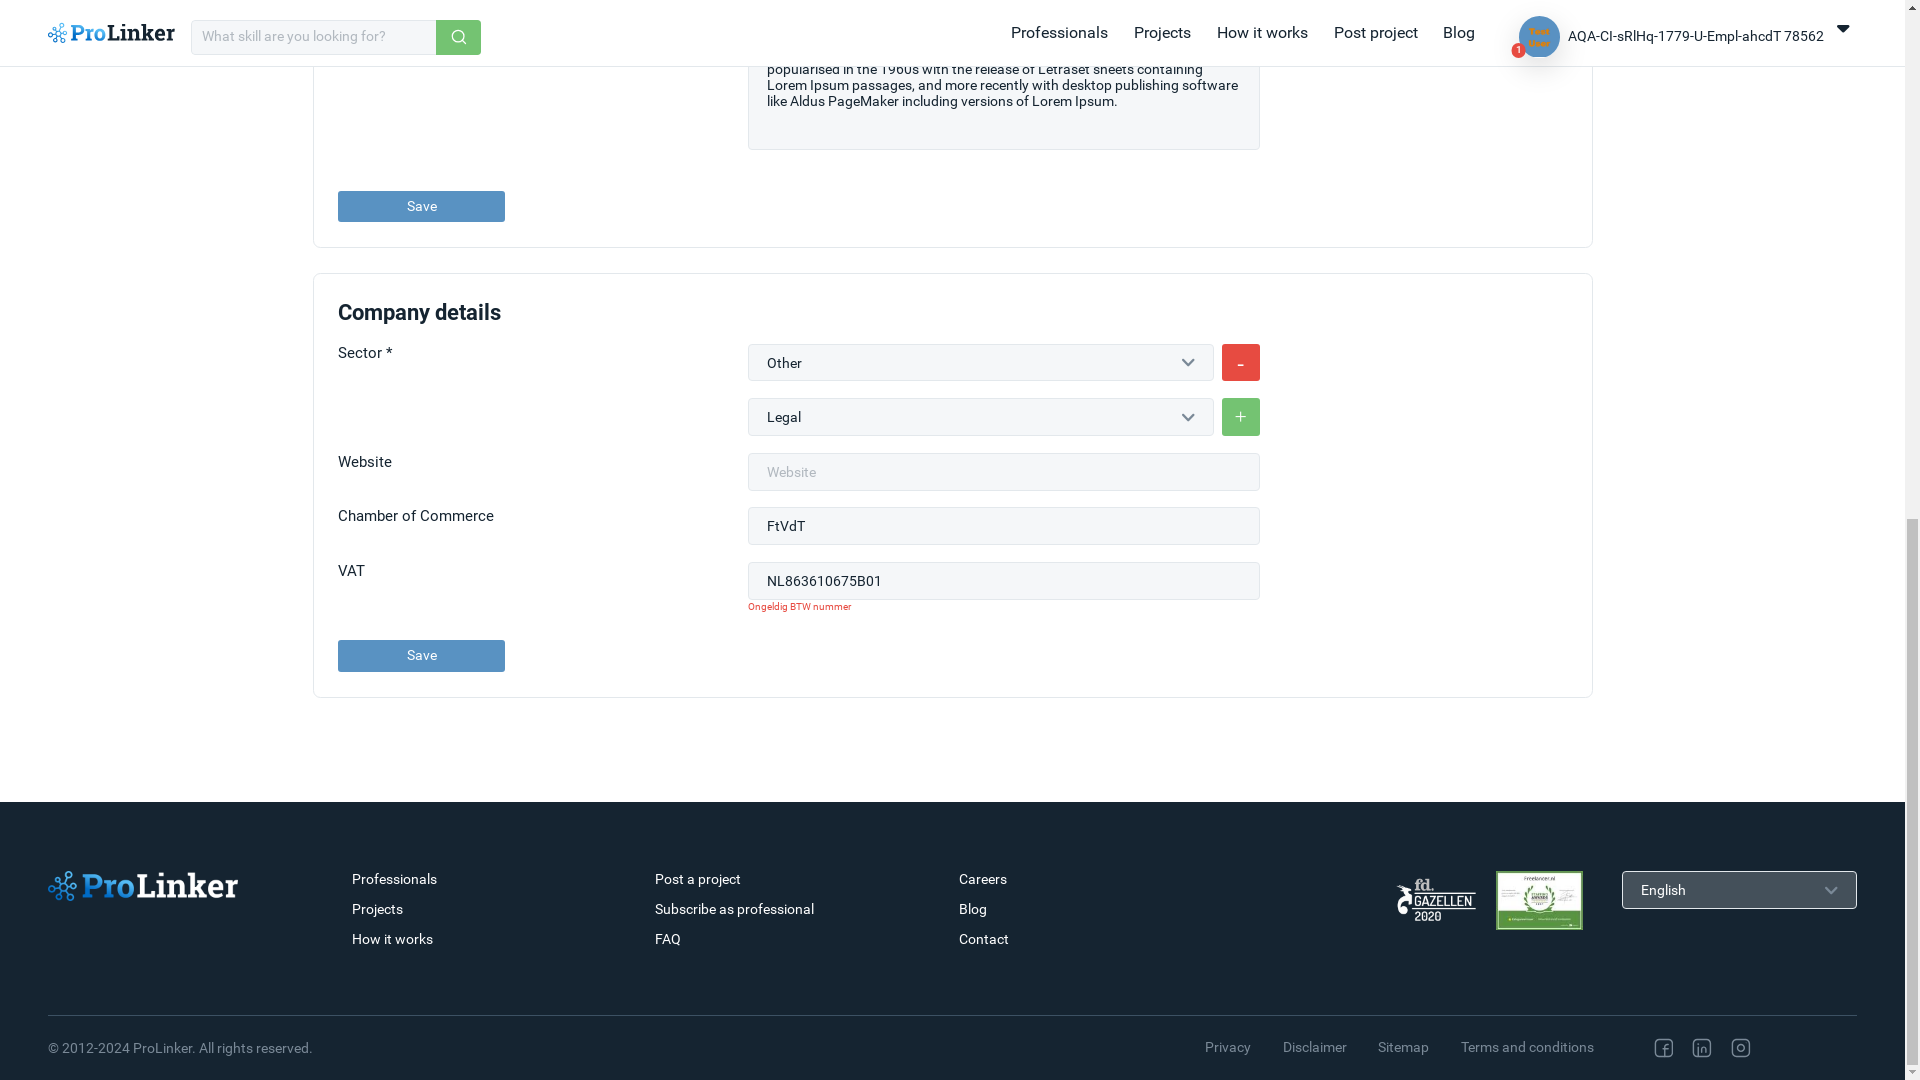 ProLinker
What skill are you looking for?
Professionals
Projects
How it works
Post project
Blog
Test
User
1
AQA-CI-sRlHq-1779-U-Empl-ahcdT 78562
popularised in the 1960s with the release of Letraset sheets containing
Lorem Ipsum passages, and more recently with desktop publishing software
like Aldus PageMaker including versions of Lorem Ipsum.
Save
Company details
Sector *
Other
-
Legal
+
Website
Website
Chamber of Commerce
FtVdT
VAT
NL863610675B01
Ongeldig BTW nummer
Save
ProLinker
Professionals
Projects
How it works
Post a project
Subscribe as professional
FAQ
Careers
Blog
Contact
fd.
GAZELLEN
2020
Freelancer.nl
English
© 2012-2024 ProLinker. All rights reserved.
Privacy
Disclaimer
Sitemap
Terms and conditions